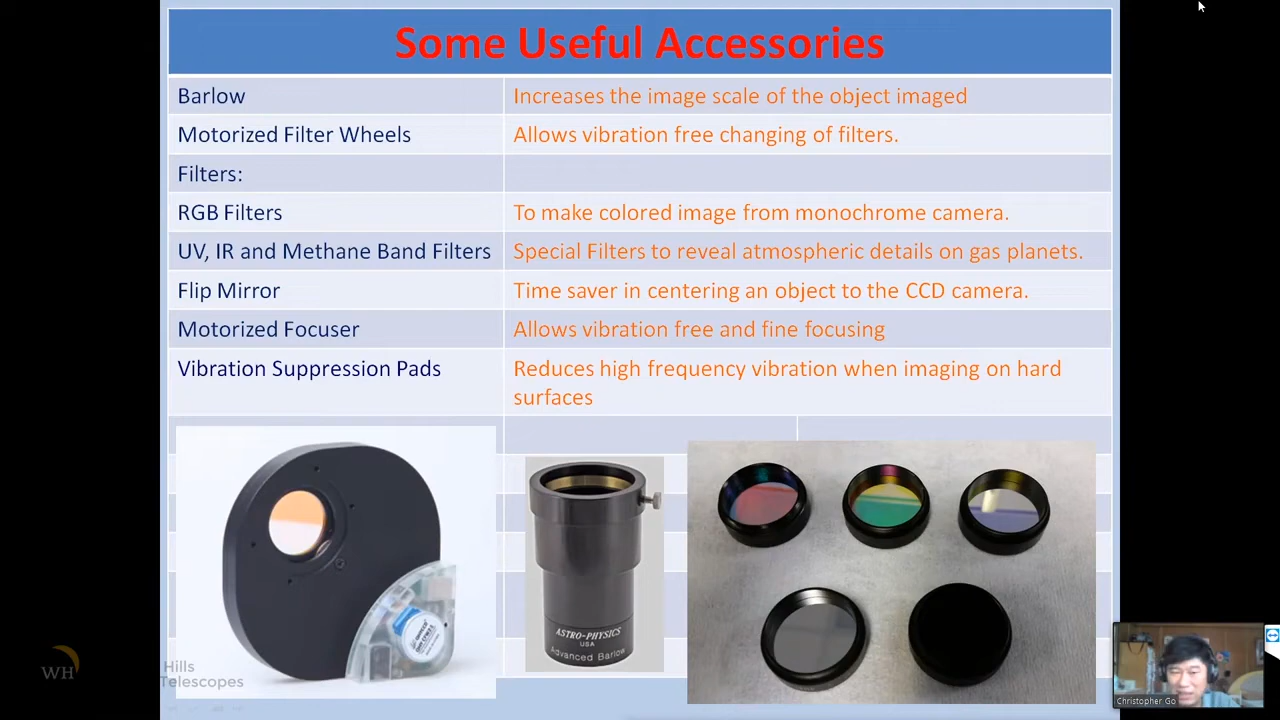 Some Useful Accessories
Barlow
Increases the image scale of the object imaged
Motorized Filter Wheels
Allows vibration free changing of filters.
Filters:
RGB Filters
To make colored image from monochrome camera.
UV, IR and Methane Band Filters
Special Filters to reveal atmospheric details on gas planets.
Flip Mirror
Time saver in centering an object to the CCD camera.
Motorized Focuser
Allows vibration free and fine focusing
Vibration Suppression Pads
Reduces high frequency vibration when imaging on hard
surfaces
ASTRO-PHYSICS
USA
Advanced Barlow
WH
Hills
Telescopes
Christopher Go